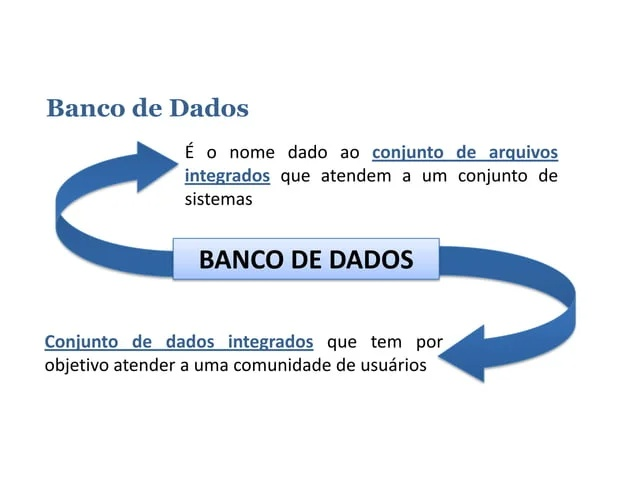 Banco de Dados
É o nome dado ao conjunto de arquivos
integrados que atendem a um conjunto de
sistemas
BANCO DE DADOS
Conjunto de dados integrados que tem por
objetivo atender a uma comunidade de usuários